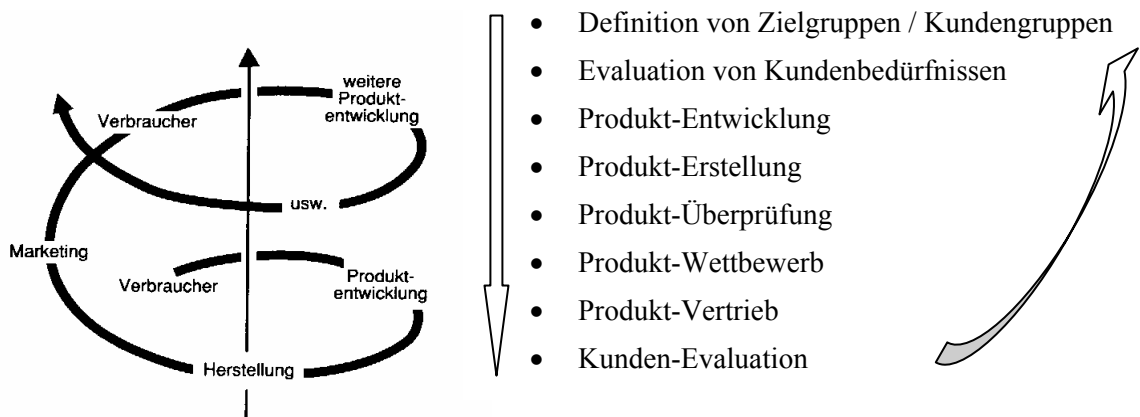 weitere
Produkt-
entwicklung
Verbraucher
usw.
Marketing
Verbraucher
Produkt-
entwicklung
Herstellung
• Definition von Zielgruppen / Kundengruppen
• Evaluation von Kundenbedürfnissen
• Produkt-Entwicklung
• Produkt-Erstellung
• Produkt-Überprüfung
• Produkt-Wettbewerb
• Produkt-Vertrieb
• Kunden-Evaluation